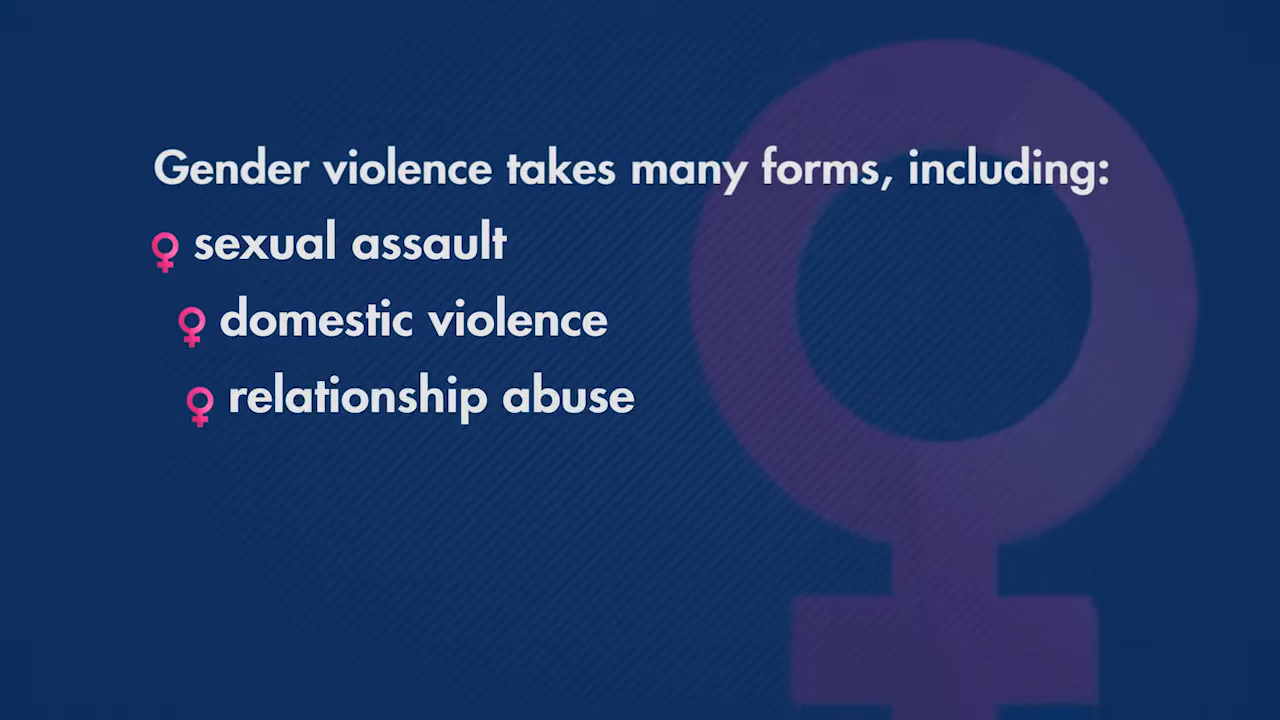 Gender violence takes many forms, including:
sexual assault
domestic violence
relationship abuse